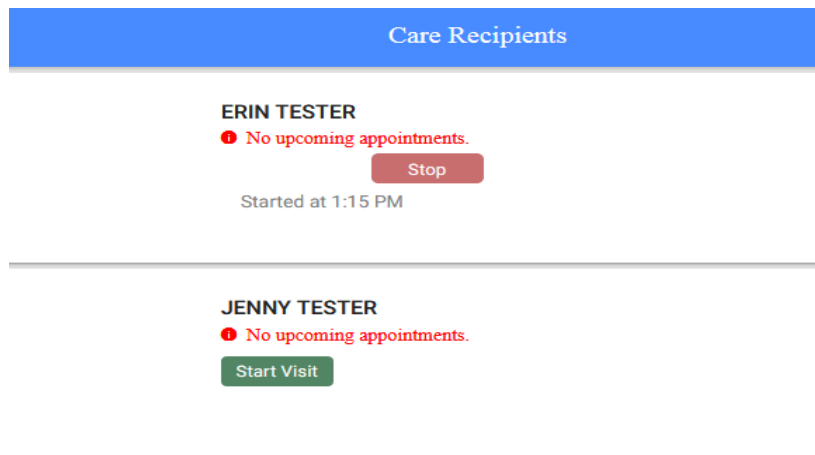 Care Recipients
ERIN TESTER
No upcoming appointments.
Stop
Started at 1:15 PM
JENNY TESTER
No upcoming appointments.
Start Visit